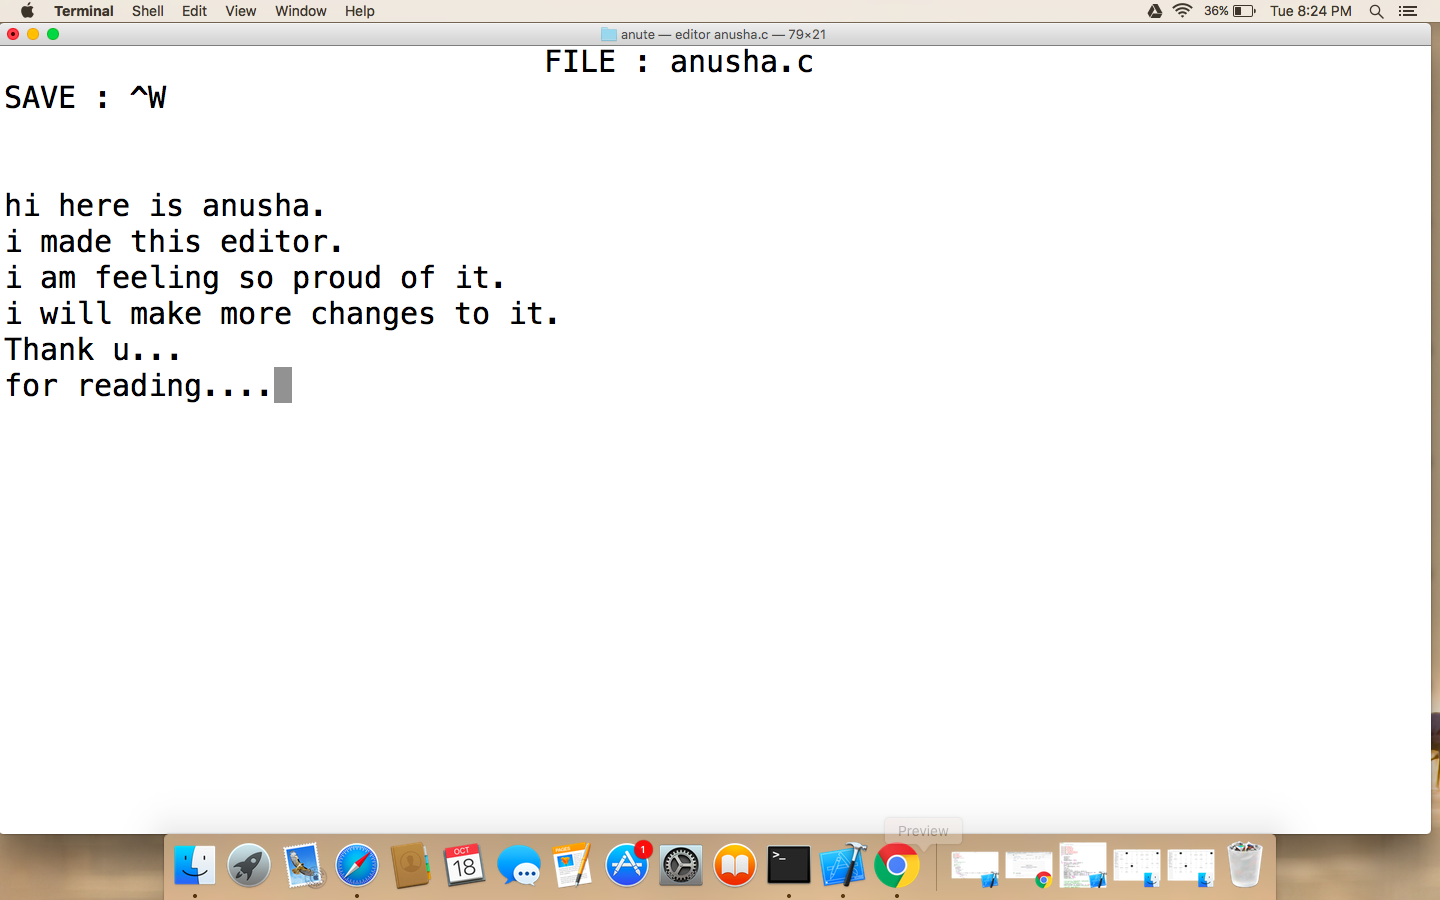 Terminal Shell Edit View Window Help 36% Tue 8:24 PM
anute — editor anusha.c — 79×21
FILE : anusha.c
SAVE : ^W
hi here is anusha.
i made this editor.
i am feeling so proud of it.
i will make more changes to it.
Thank u...
for reading....
Preview
OCT
18
PAGES
1
>_